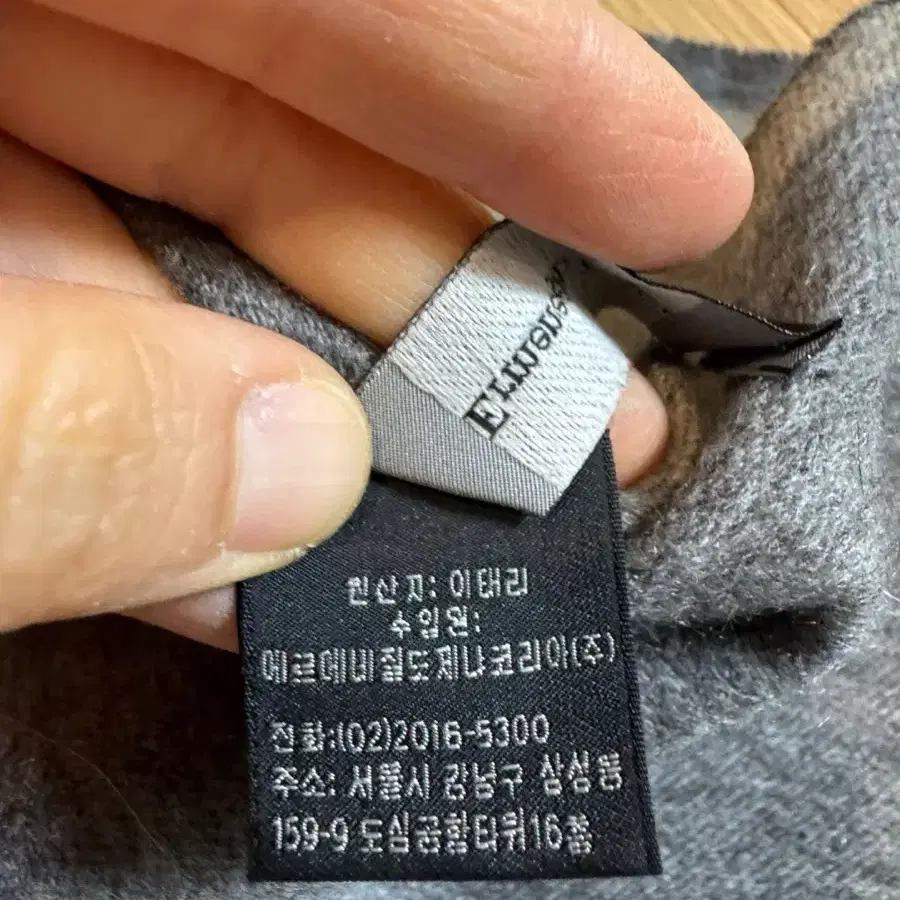 원산지: 이태리
수입원:
에르메네질도제냐코리아(주)
전화:(02)2016-5300
주소: 서울시 강남구 삼성동
159-9 도심공항타워16층